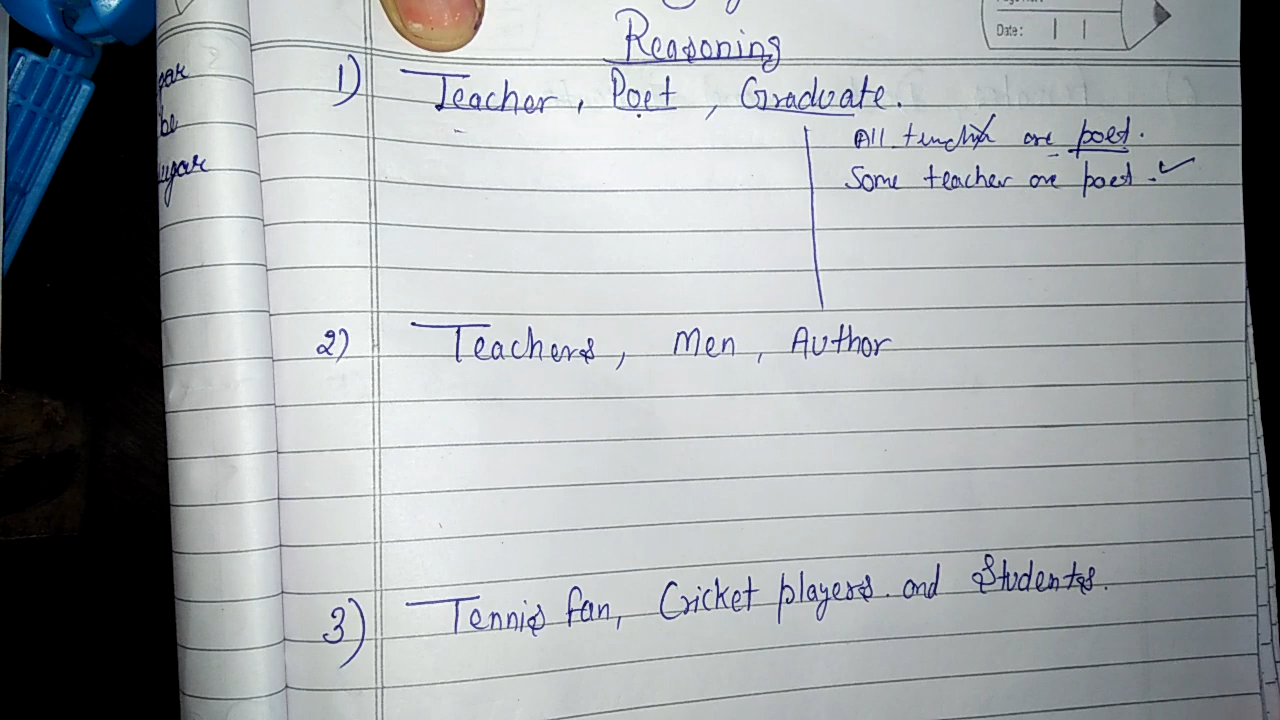 Reasoning
Date:
1) Teacher, Poet, Graduate.
All are poet.
Some teacher are poet.
be
2) Teachers, Men, Author
3) Tennis fan, Cricket players and Students.